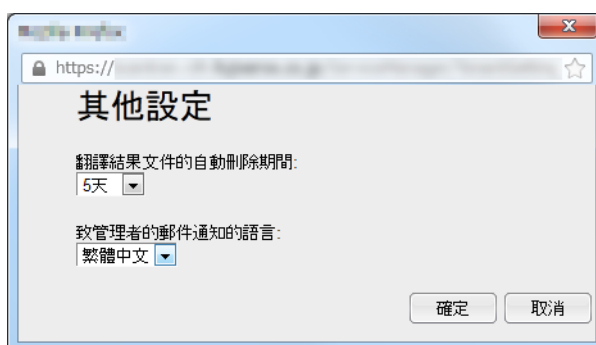 https://
其他設定
翻譯結果文件的自動刪除期間:
5天
致管理者的郵件通知的語言:
繁體中文
確定 取消